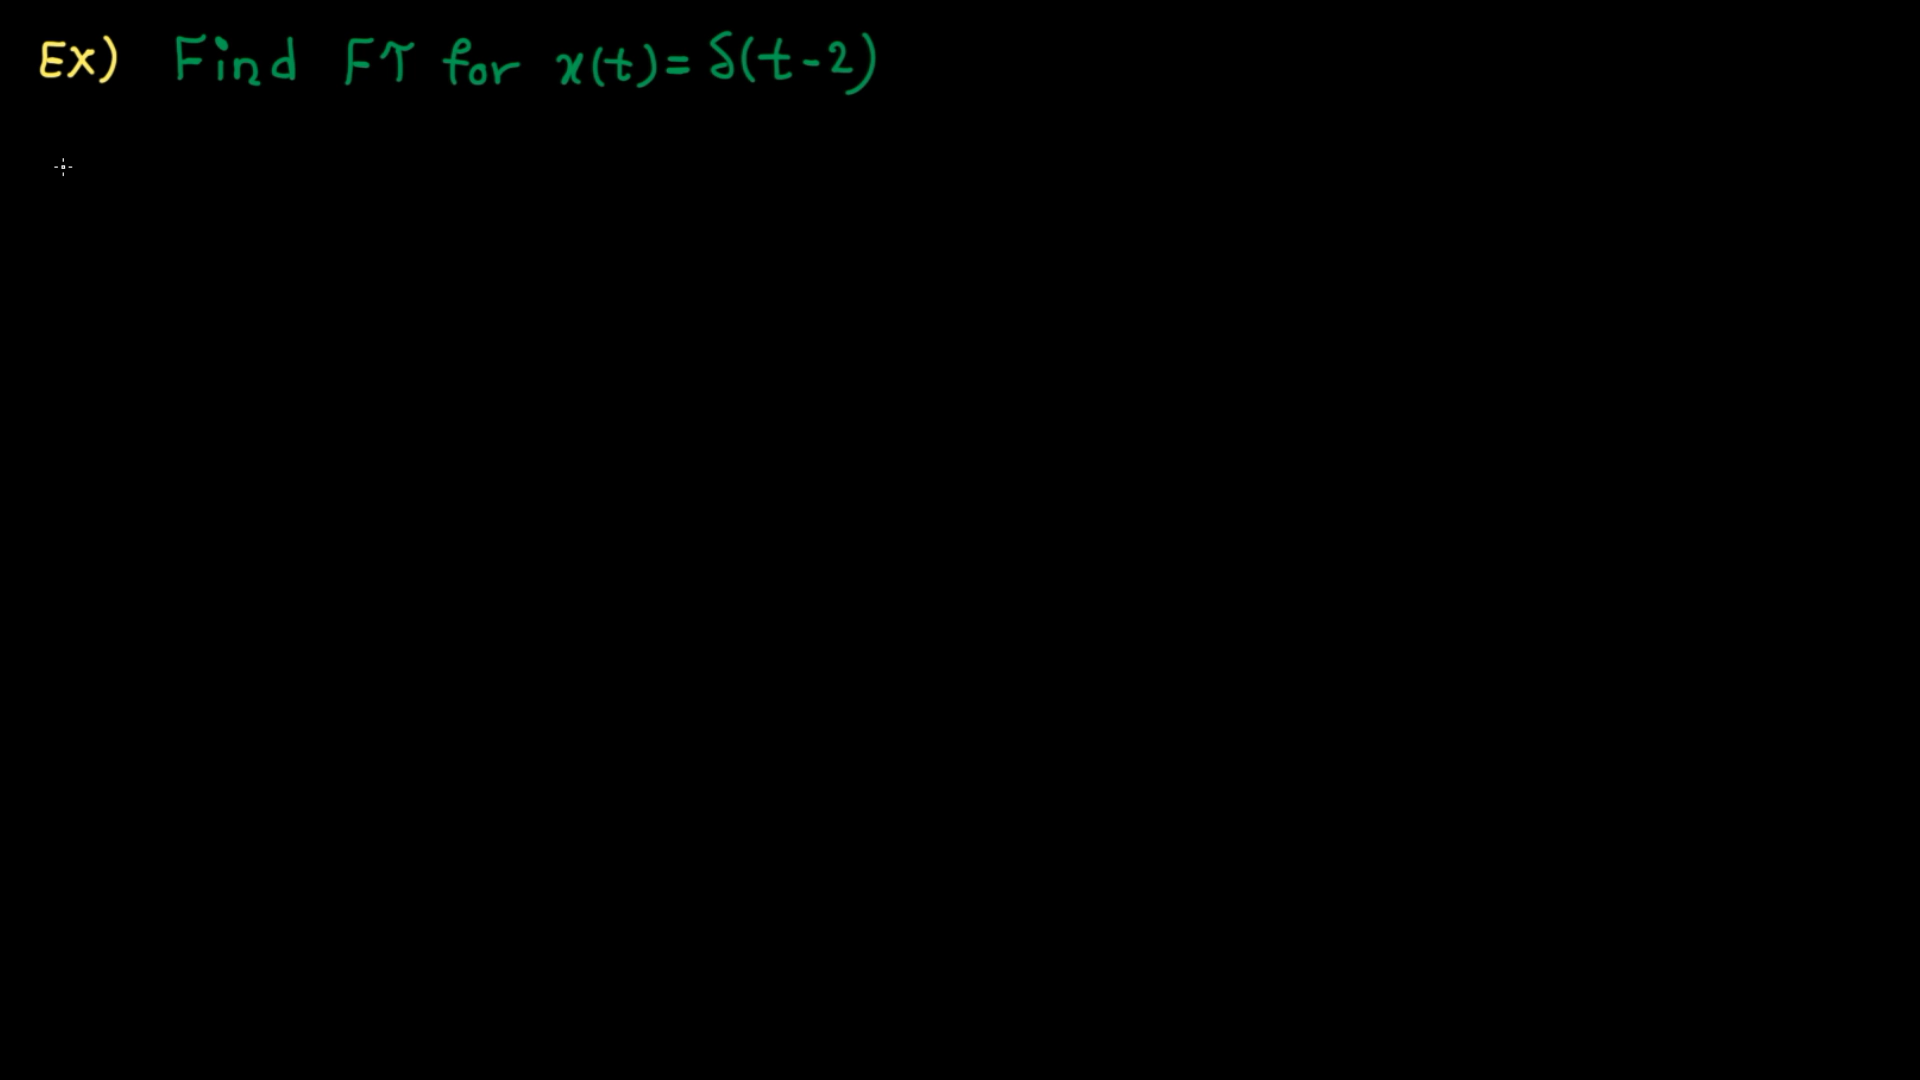 Ex) Find FT for x(t) = δ(t-2)